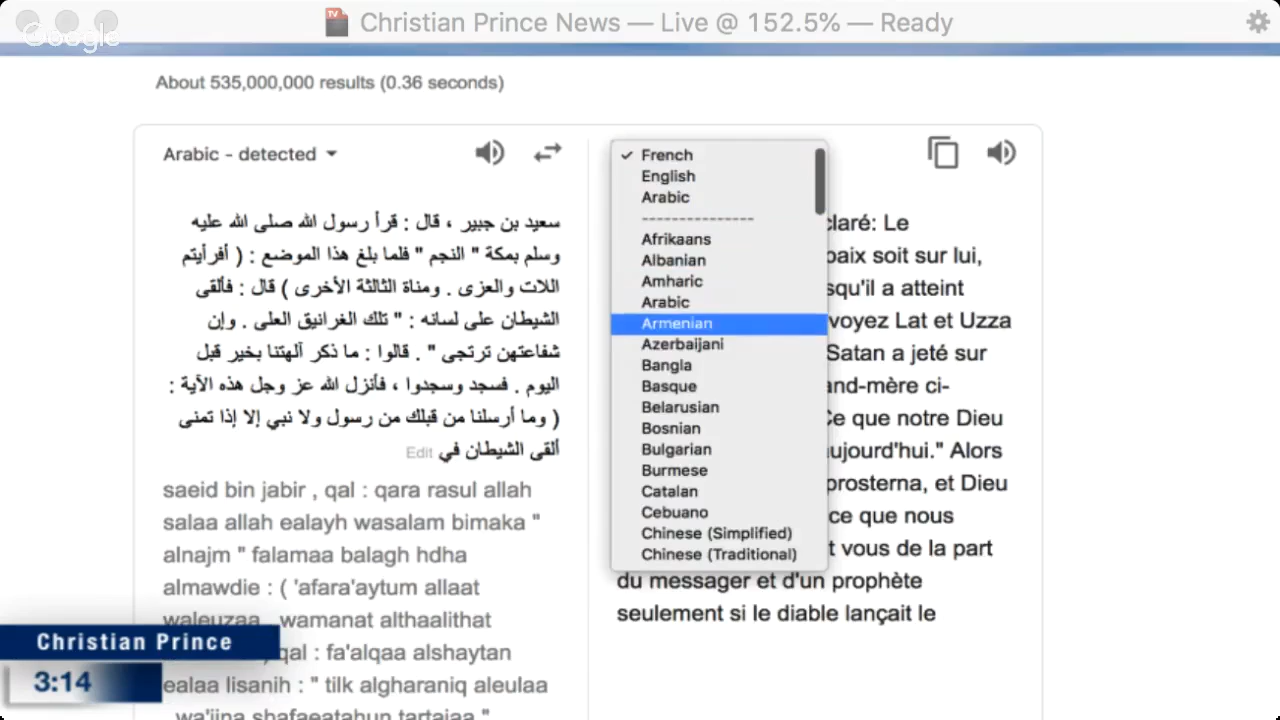 Google
Christian Prince News — Live @ 152.5% — Ready
About 535,000,000 results (0.36 seconds)
Arabic - detected
سعيد بن جبير ، قال : قرأ رسول الله صلى الله عليه
وسلم بمكة " النجم " فلما بلغ هذا الموضع : ( أفرأيتم
اللات والعزى . ومناة الثالثة الأخرى ) قال : فألقى
الشيطان على لسانه : " تلك الغرانيق العلى . وإن
شفاعتهن ترتجى " . قالوا : ما ذكر آلهتنا بخير قبل
اليوم . فسجد وسجدوا ، فأنزل الله عز وجل هذه الآية :
( وما أرسلنا من قبلك من رسول ولا نبي إلا إذا تمنى
ألقى الشيطان في Edit
saeid bin jabir , qal : qara rasul allah
salaa allah ealayh wasalam bimaka "
alnajm " falamaa balagh hdha
almawdie : ( 'afara'aytum allaat
waleuzaa wamanat althaalithat
qal : fa'alqaa alshaytan
ealaa lisanih : " tilk algharaniq aleulaa
wa'iina shafaeatahun tartajaa "
✓ French
English
Arabic
---------------
Afrikaans
Albanian
Amharic
Arabic
Armenian
Azerbaijani
Bangla
Basque
Belarusian
Bosnian
Bulgarian
Burmese
Catalan
Cebuano
Chinese (Simplified)
Chinese (Traditional)
claré: Le
paix soit sur lui,
squ'il a atteint
voyez Lat et Uzza
Satan a jeté sur
and-mère ci-
Ce que notre Dieu
ujourd'hui." Alors
prosterna, et Dieu
ce que nous
t vous de la part
du messager et d'un prophète
seulement si le diable lançait le
Christian Prince
3:14